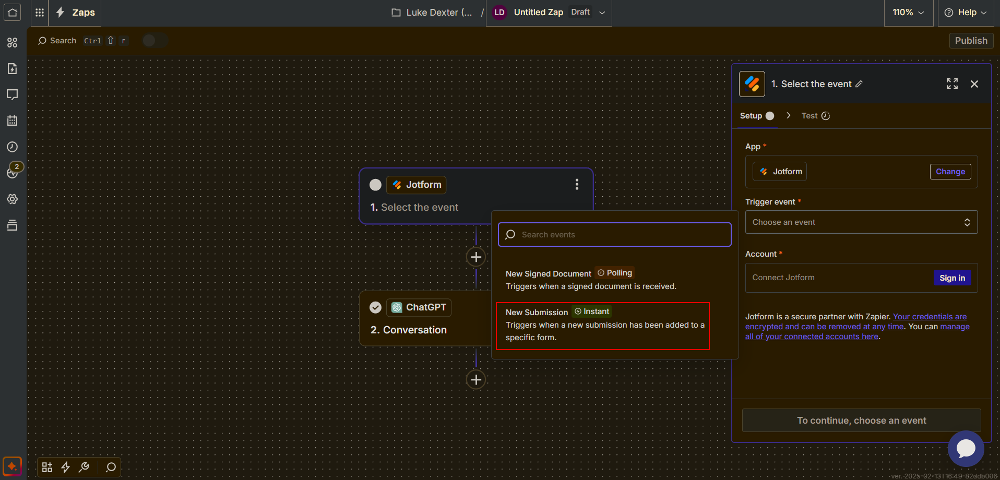 Zaps
Luke Dexter (... / LD Untitled Zap Draft
110%
Help
Search Ctrl ⇧ F
Publish
2
1. Select the event
Setup
Test
App *
Jotform
Change
Trigger event *
Choose an event
Account *
Connect Jotform
Sign in
Jotform is a secure partner with Zapier. Your credentials are
encrypted and can be removed at any time. You can manage
all of your connected accounts here.
To continue, choose an event
Jotform
1. Select the event
Search events
New Signed Document Polling
Triggers when a signed document is received.
New Submission Instant
Triggers when a new submission has been added to a
specific form.
ChatGPT
2. Conversation
ver. 2025-02-13T16:49-82ddb006